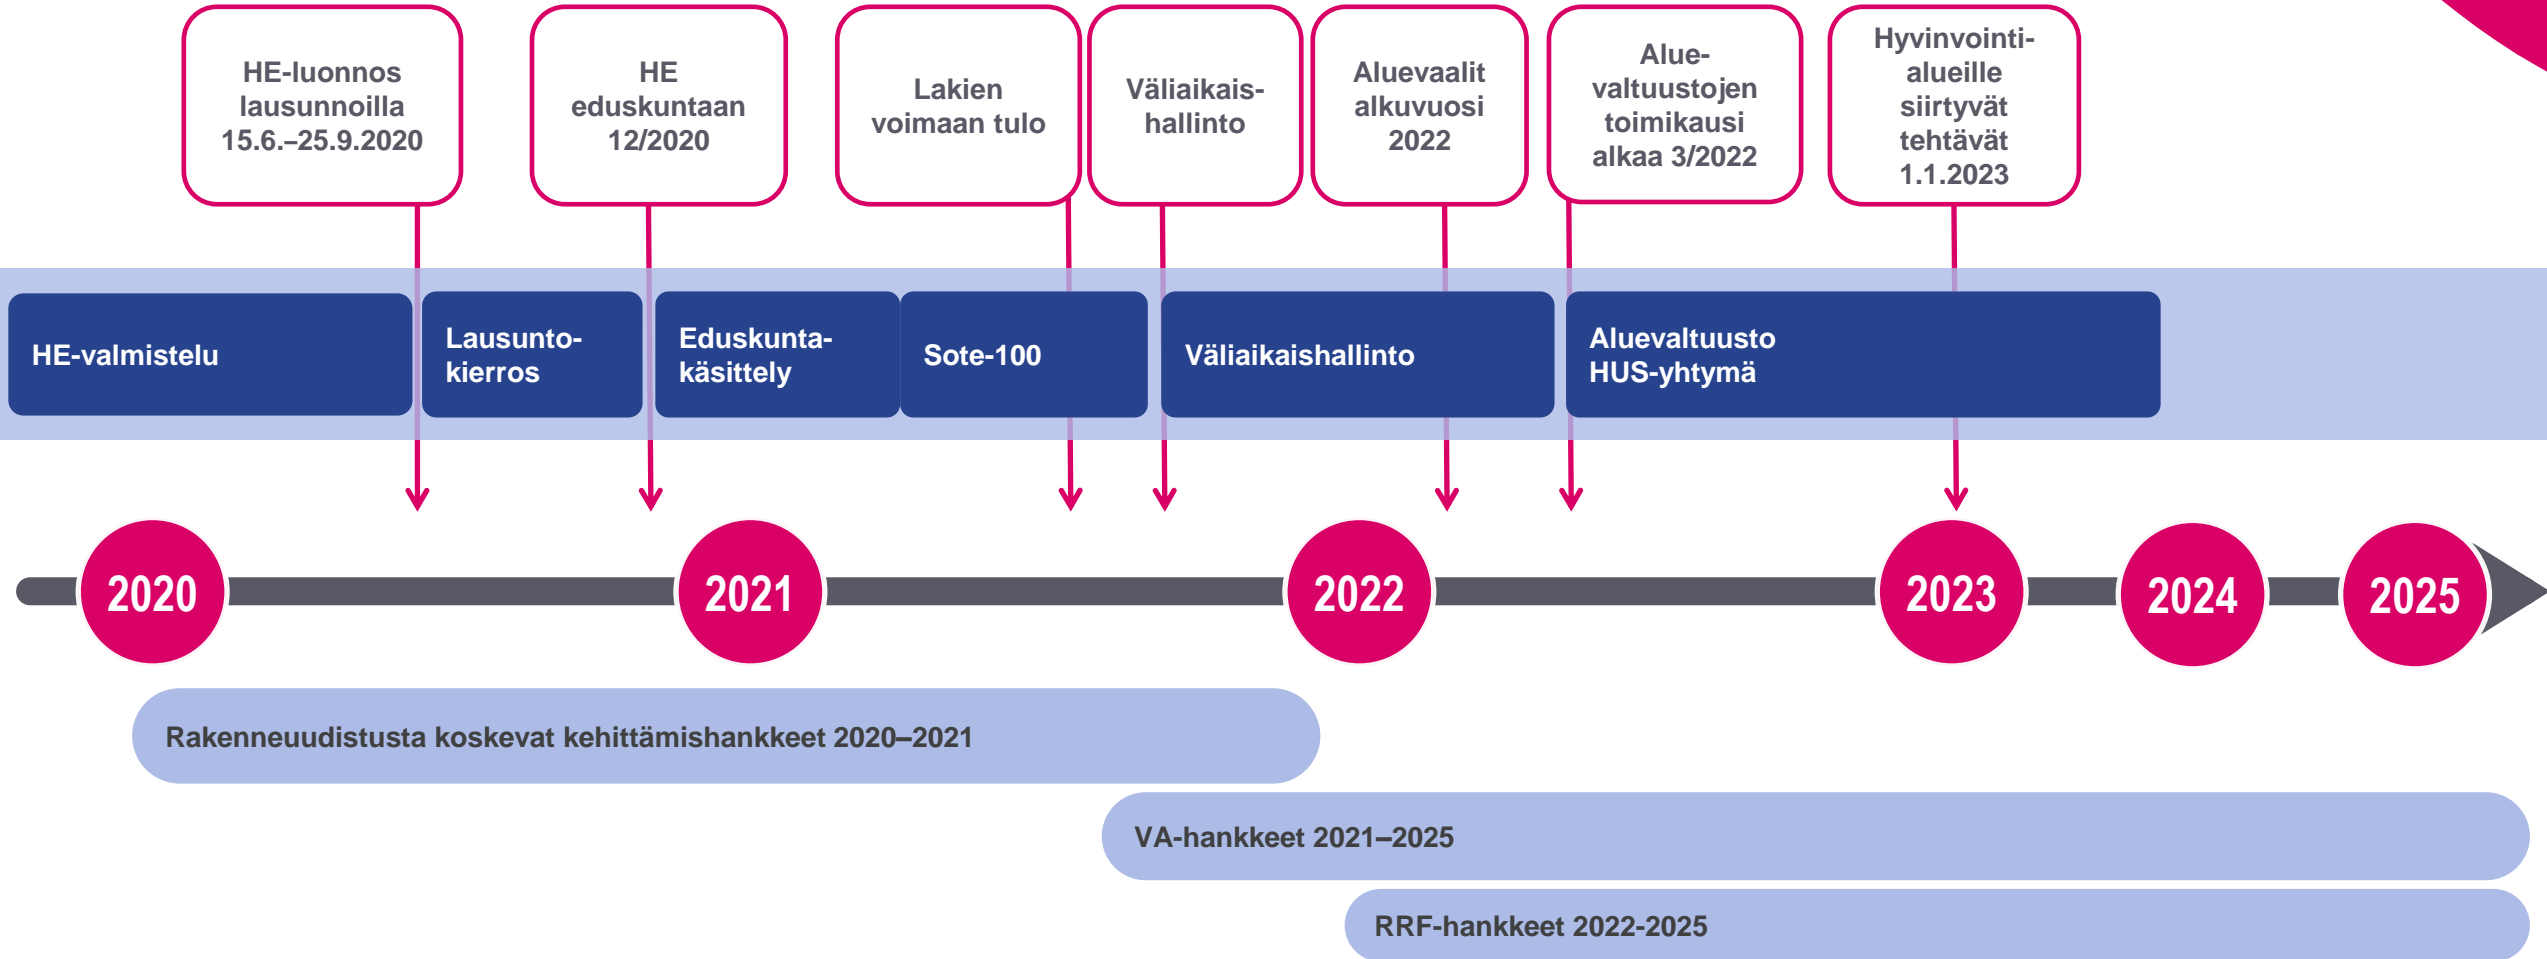 HE-luonnos
lausunnoilla
15.6.–25.9.2020
HE
eduskuntaan
12/2020
Lakien
voimaan tulo
Väliaikais-
hallinto
Aluevaalit
alkuvuosi
2022
Alue-
valtuustojen
toimikausi
alkaa 3/2022
Hyvinvointi-
alueille
siirtyvät
tehtävät
1.1.2023
HE-valmistelu
Lausunto-
kierros
Eduskunta-
käsittely
Sote-100
Väliaikaishallinto
Aluevaltuusto
HUS-yhtymä
2020
2021
2022
2023
2024
2025
Rakenneuudistusta koskevat kehittämishankkeet 2020–2021
VA-hankkeet 2021–2025
RRF-hankkeet 2022-2025